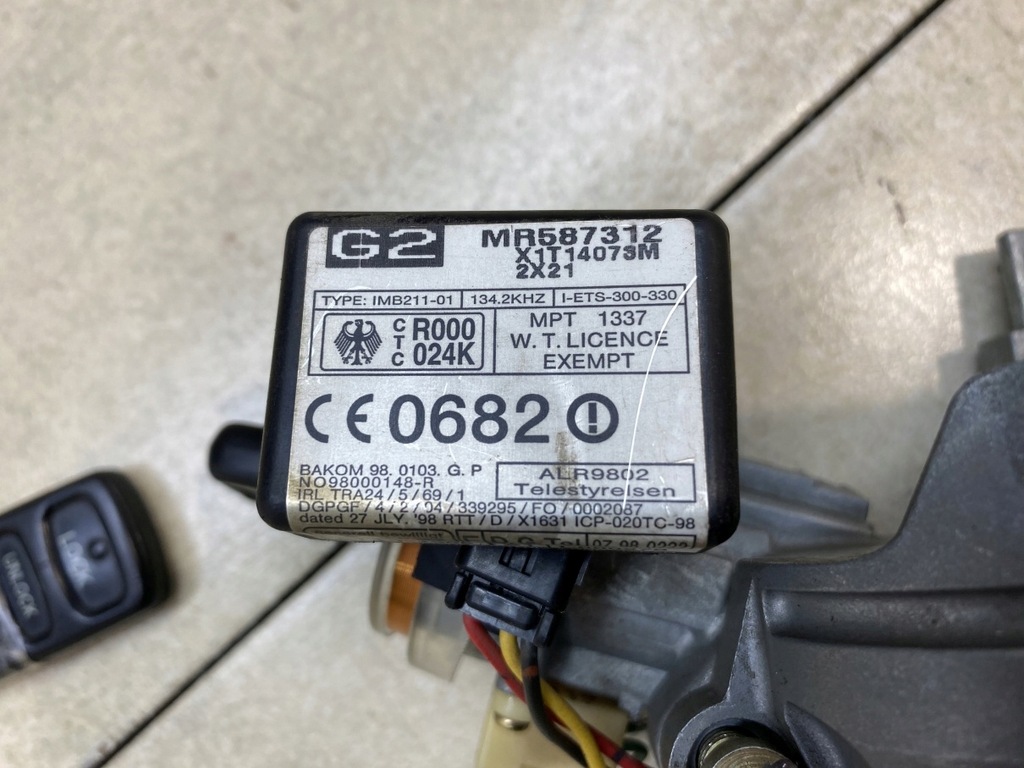 G2
MR587312
X1T14073M
2X21
TYPE: IMB211-01 134.2KHZ I-ETS-300-330
CTC R000 024K
MPT 1337
W. T. LICENCE
EXEMPT
CE 0682
BAKOM 98. 0103. G. P
NO98000148-R
IRL TRA24/5/69/1
ALR9802
Telestyreisen
DGPGF/4/2/04/339295/FO/0002087
dated 27 JLY, '98 RTT/D/X1631 ICP-020TC-98
LOCK
UNLOCK